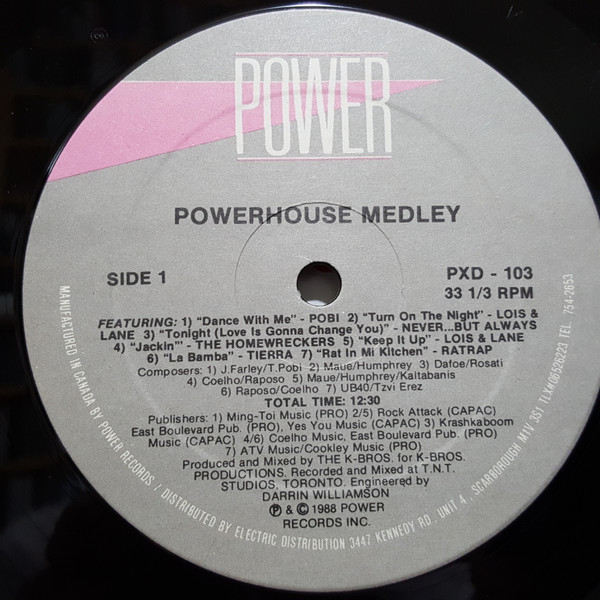 POWER
POWERHOUSE MEDLEY
SIDE 1
PXD - 103
33 1/3 RPM
FEATURING: 1) "Dance With Me" - POBI 2) "Turn On The Night" - LOIS &
LANE 3) "Tonight (Love Is Gonna Change You)" - NEVER...BUT ALWAYS
4) "Jackin'" - THE HOMEWRECKERS 5) "Keep It Up" - LOIS & LANE
6) "La Bamba" - TIERRA 7) "Rat In Mi Kitchen" - RATRAP
Composers: 1) J.Farley/T.Pobi 2) Maue/Humphrey 3) Dafoe/Rosati
4) Coelho/Raposo 5) Maue/Humphrey/Kaitabanis
6) Raposo/Coelho 7) UB40/Tzvi Erez
TOTAL TIME: 12:30
Publishers: 1) Ming-Toi Music (PRO) 2/5) Rock Attack (CAPAC)
East Boulevard Pub. (PRO), Yes You Music (CAPAC) 3) Krashkaboom
Music (CAPAC) 4/6) Coelho Music, East Boulevard Pub. (PRO)
7) ATV Music/Cookley Music (PRO)
Produced and Mixed by THE K-BROS. for K-BROS.
PRODUCTIONS. Recorded and Mixed at T.N.T.
STUDIOS, TORONTO. Engineered by
DARRIN WILLIAMSON
℗ & © 1988 POWER
RECORDS INC.
MANUFACTURED IN CANADA BY POWER RECORDS / DISTRIBUTED BY ELECTRIC DISTRIBUTION 3447 KENNEDY RD., UNIT 4, SCARBOROUGH M1V 3S1 TLX#06526223 TEL. 754-2653